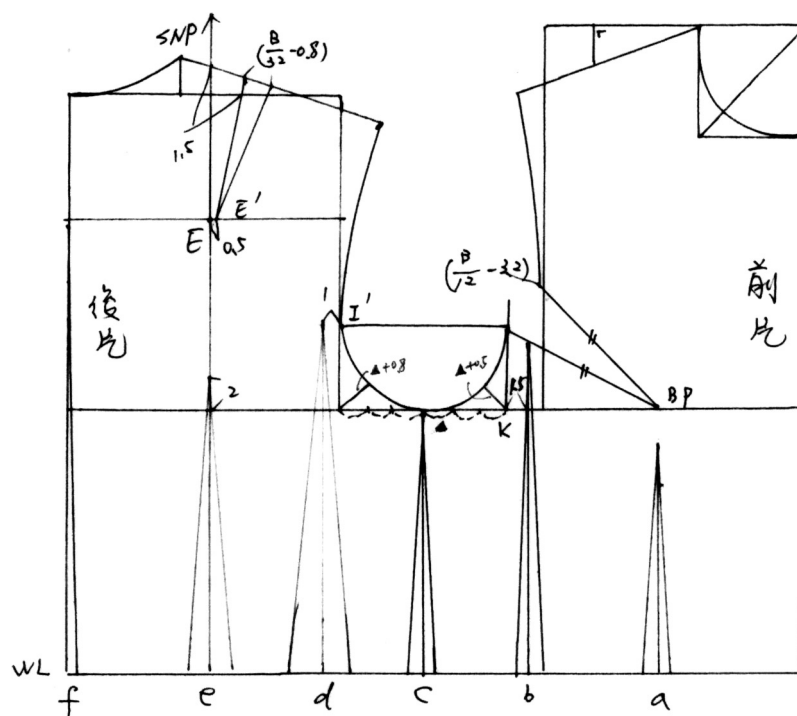 SNP
(B/32-0.8)
1.5
E E'
0.5
(B/12-3.2)
後片
前片
1 I'
▲+0.8
▲+0.5
1.5
BP
2
▲
K
WL
f e d c b a